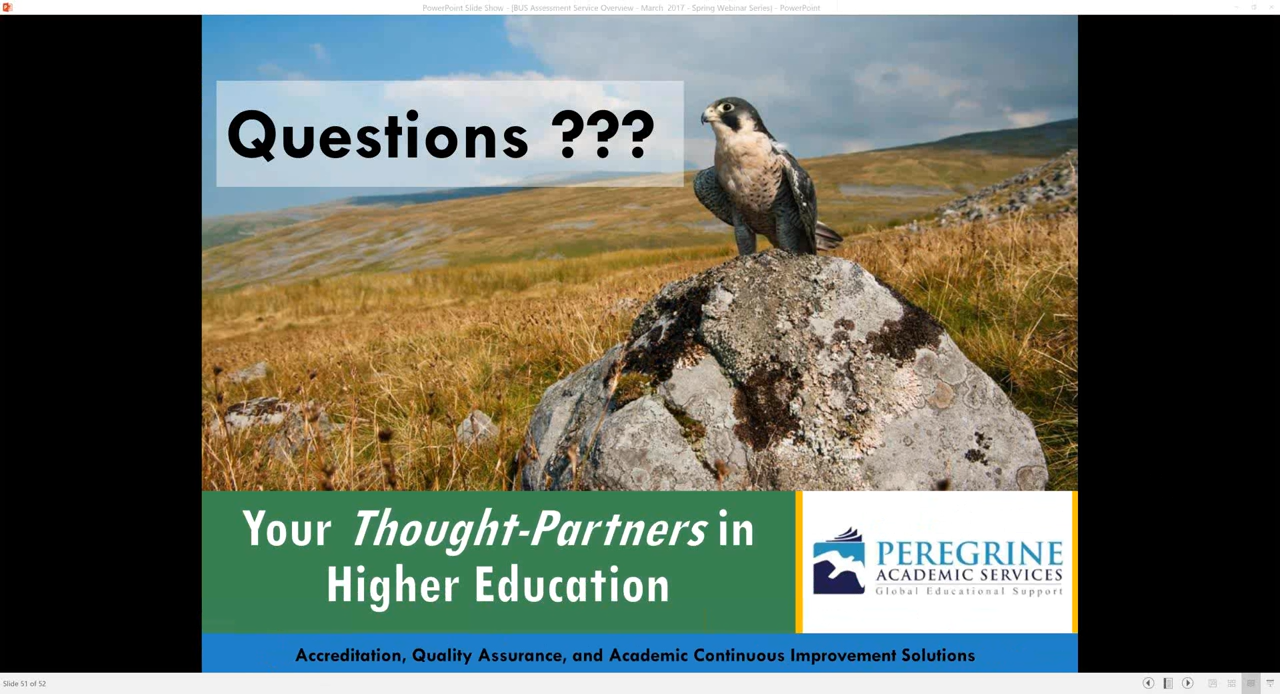 PowerPoint Slide Show - [BUS Assessment Service Overview - March 2017 - Spring Webinar Series] - PowerPoint
Questions ???
Your Thought-Partners in
Higher Education
PEREGRINE
ACADEMIC SERVICES
Global Educational Support
Accreditation, Quality Assurance, and Academic Continuous Improvement Solutions
Slide 51 of 52